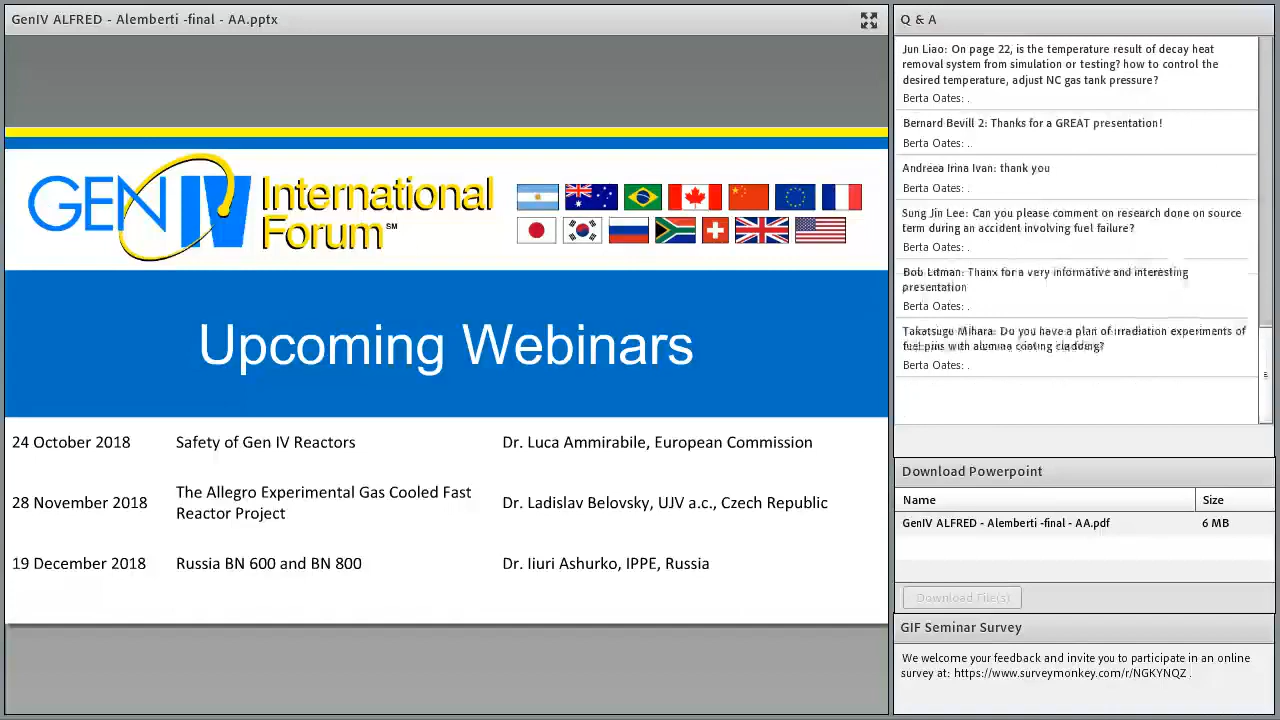 GenIV ALFRED - Alemberti -final - AA.pptx
GEN IV International
Forum SM
Upcoming Webinars
24 October 2018 Safety of Gen IV Reactors Dr. Luca Ammirabile, European Commission
28 November 2018 The Allegro Experimental Gas Cooled Fast
Reactor Project Dr. Ladislav Belovsky, UJV a.c., Czech Republic
19 December 2018 Russia BN 600 and BN 800 Dr. Iiuri Ashurko, IPPE, Russia
Q & A
Jun Liao: On page 22, is the temperature result of decay heat
removal system from simulation or testing? how to control the
desired temperature, adjust NC gas tank pressure?
Berta Oates: .
Bernard Bevill 2: Thanks for a GREAT presentation!
Berta Oates: ..
Andreea Irina Ivan: thank you
Berta Oates: .
Sung Jin Lee: Can you please comment on research done on source
term during an accident involving fuel failure?
Berta Oates: .
Bob Litman: Thanx for a very informative and interesting
presentation
Berta Oates: .
Takatsugu Mihara: Do you have a plan of irradiation experiments of
fuel pins with alumina coating cladding?
Berta Oates: .
Download Powerpoint
Name Size
GenIV ALFRED - Alemberti -final - AA.pdf 6 MB
Download File(s)
GIF Seminar Survey
We welcome your feedback and invite you to participate in an online
survey at: https://www.surveymonkey.com/r/NGKYNQZ .